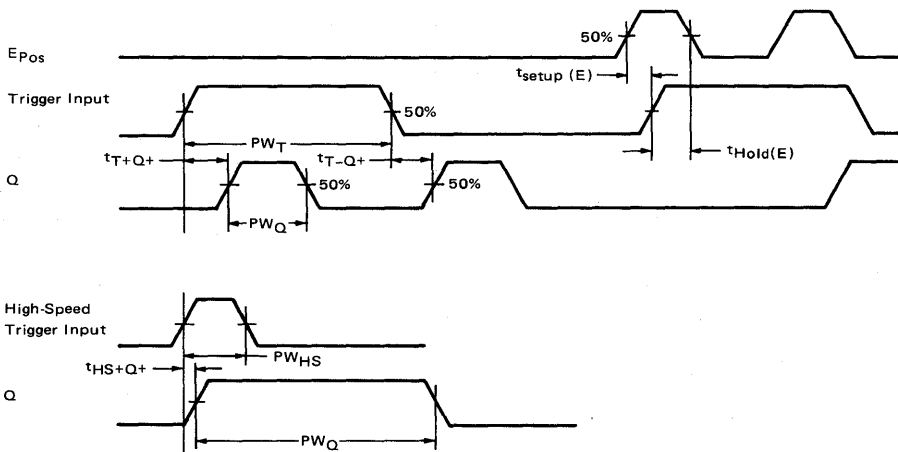 EPos
50%
tsetup (E)
Trigger Input
50%
PWT
tT+Q+
tT−Q+
tHold(E)
Q
50%
50%
PWQ
High-Speed
Trigger Input
PWHS
tHS+Q+
Q
PWQ